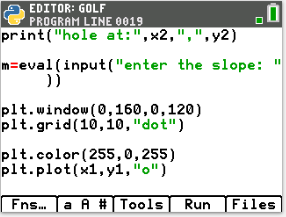 EDITOR: GOLF
PROGRAM LINE 0019
print("hole at:",x2,",",y2)
m=eval(input("enter the slope: "
))
plt.window(0,160,0,120)
plt.grid(10,10,"dot")
plt.color(255,0,255)
plt.plot(x1,y1,"o")
Fns… a A # Tools Run Files